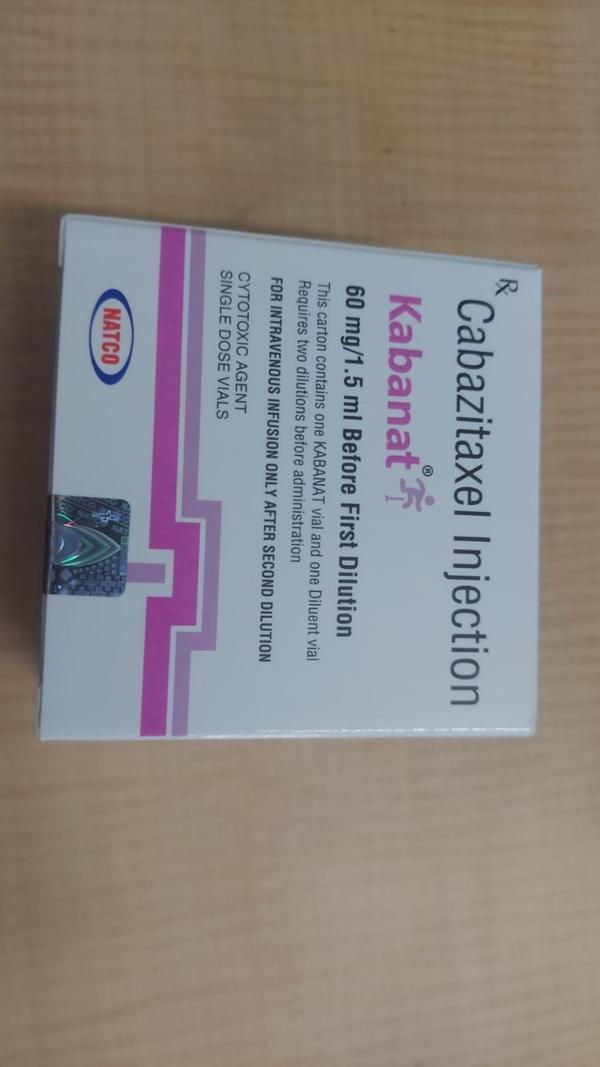 Rx
Cabazitaxel Injection
Kabanat®
60 mg/1.5 ml Before First Dilution
This carton contains one KABANAT vial and one Diluent vial
Requires two dilutions before administration
FOR INTRAVENOUS INFUSION ONLY AFTER SECOND DILUTION
CYTOTOXIC AGENT
SINGLE DOSE VIALS
NATCO